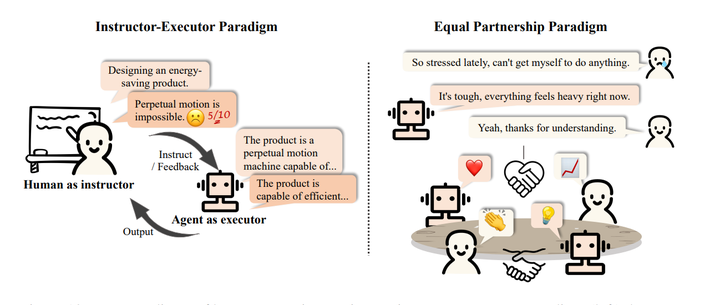 Instructor-Executor Paradigm
Designing an energy-
saving product.
Perpetual motion is
impossible. 5/10
Instruct
/ Feedback
The product is a
perpetual motion
machine capable of...
The product is
capable of efficient...
Human as instructor
Agent as executor
Output
Equal Partnership Paradigm
So stressed lately, can't get myself to do anything.
It's tough, everything feels heavy right now.
Yeah, thanks for understanding.